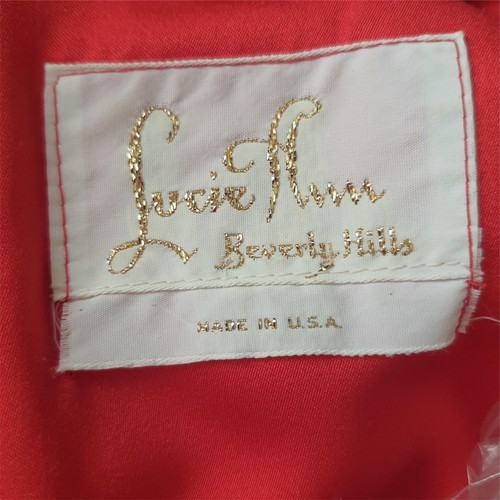 Lucie Ann
Beverly Hills
MADE IN U.S.A.